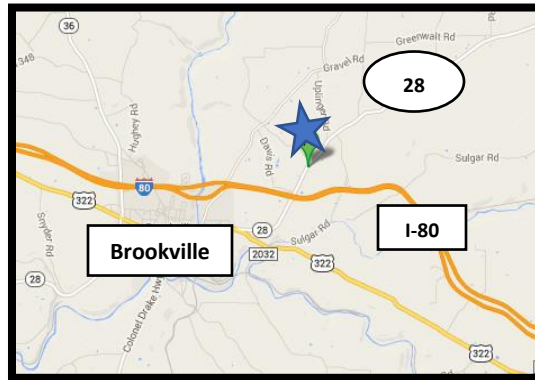 36
Greenwalt Rd
348
Gravel Rd
28
Uplinger Rd
Hughey Rd
Davis Rd
Sulgar Rd
80
322
Snyder Rd
28
I-80
Brookville
Sulgar Rd
2032
322
28
Colonel Drake Hwy
322